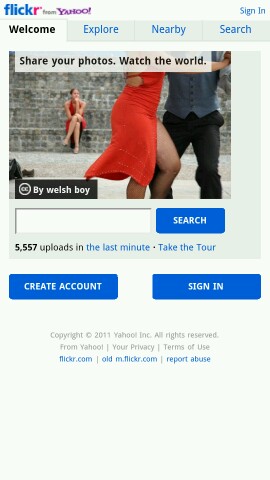 flickr from YAHOO! Sign In
Welcome Explore Nearby Search
Share your photos. Watch the world.
cc By welsh boy
SEARCH
5,557 uploads in the last minute · Take the Tour
CREATE ACCOUNT SIGN IN
Copyright © 2011 Yahoo! Inc. All rights reserved.
From Yahoo! | Your Privacy | Terms of Use
flickr.com | old m.flickr.com | report abuse